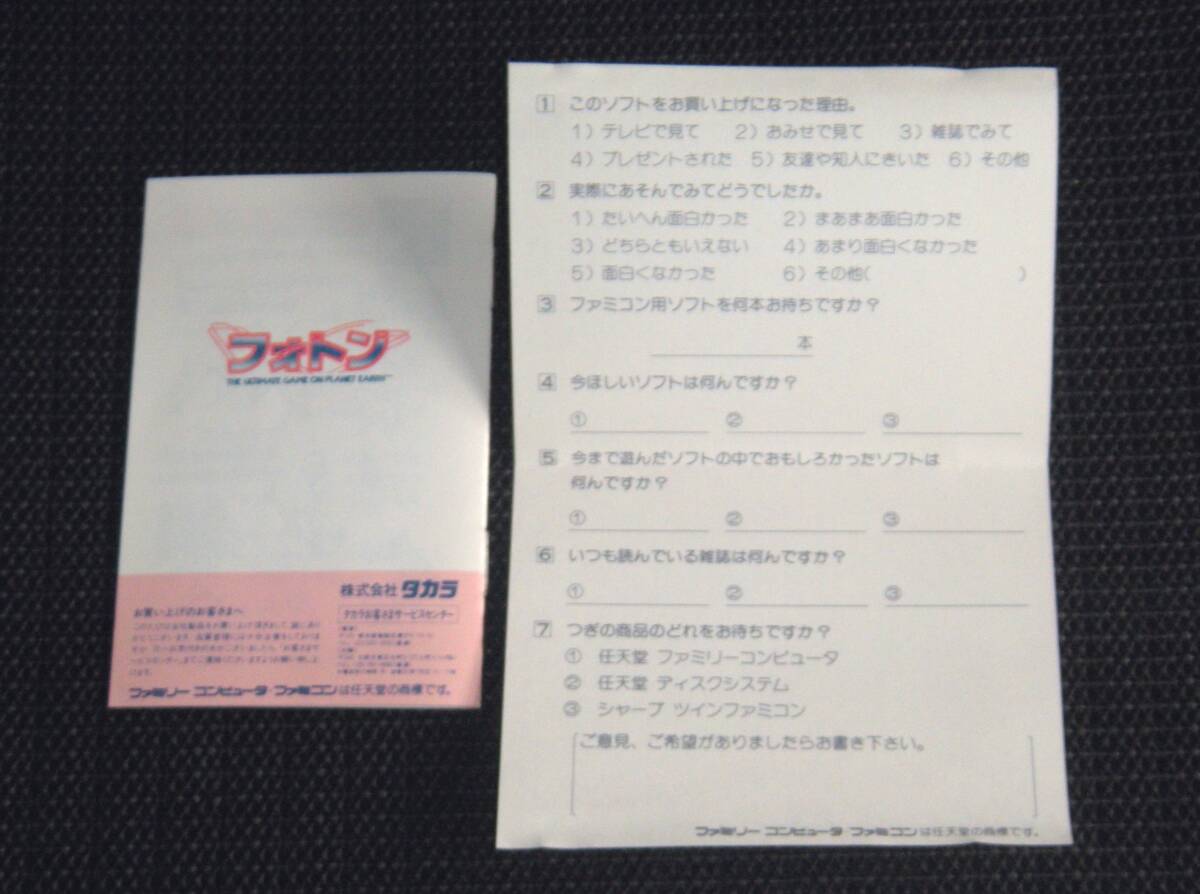 フォトン
THE ULTIMATE GAME ON PLANET EARTH
株式会社 タカラ
お買い上げのお客さまへ
タカラお客さまサービスセンター
ファミリー コンピュータ・ファミコンは任天堂の商標です。
1 このソフトをお買い上げになった理由。
1）テレビで見て 2）おみせで見て 3）雑誌でみて
4）プレゼントされた 5）友達や知人にきいた 6）その他
2 実際にあそんでみてどうでしたか。
1）たいへん面白かった 2）まあまあ面白かった
3）どちらともいえない 4）あまり面白くなかった
5）面白くなかった 6）その他( )
3 ファミコン用ソフトを何本お持ちですか？
本
4 今ほしいソフトは何んですか？
① ② ③
5 今まで遊んだソフトの中でおもしろかったソフトは
何んですか？
① ② ③
6 いつも読んでいる雑誌は何んですか？
① ② ③
7 つぎの商品のどれをお持ちですか？
① 任天堂 ファミリーコンピュータ
② 任天堂 ディスクシステム
③ シャープ ツインファミコン
ご意見、ご希望がありましたらお書き下さい。
ファミリー コンピュータ ファミコンは任天堂の商標です。